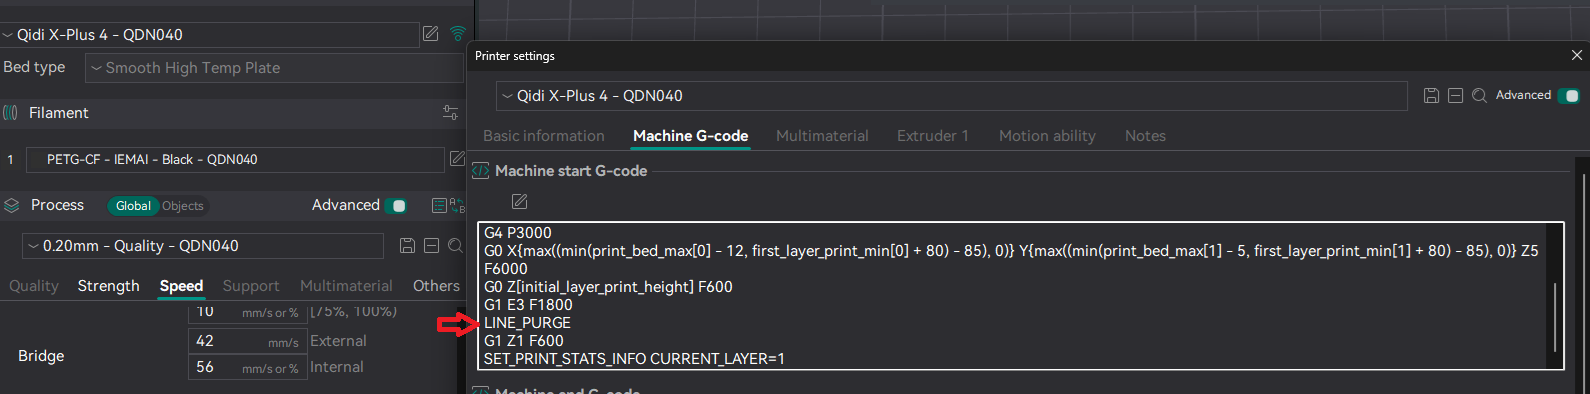 Qidi X-Plus 4 - QDN040
Bed type
Smooth High Temp Plate
Filament
1
PETG-CF - IEMAI - Black - QDN040
Process
Global
Objects
Advanced
0.20mm - Quality - QDN040
Quality
Strength
Speed
Support
Multimaterial
Others
10 mm/s or % [75%, 100%)
Bridge
42 mm/s External
56 mm/s or % Internal
Printer settings
Qidi X-Plus 4 - QDN040
Advanced
Basic information
Machine G-code
Multimaterial
Extruder 1
Motion ability
Notes
Machine start G-code
G4 P3000
G0 X{max((min(print_bed_max[0] - 12, first_layer_print_min[0] + 80) - 85), 0)} Y{max((min(print_bed_max[1] - 5, first_layer_print_min[1] + 80) - 85), 0)} Z5
F6000
G0 Z[initial_layer_print_height] F600
G1 E3 F1800
LINE_PURGE
G1 Z1 F600
SET_PRINT_STATS_INFO CURRENT_LAYER=1
Machine end G-code